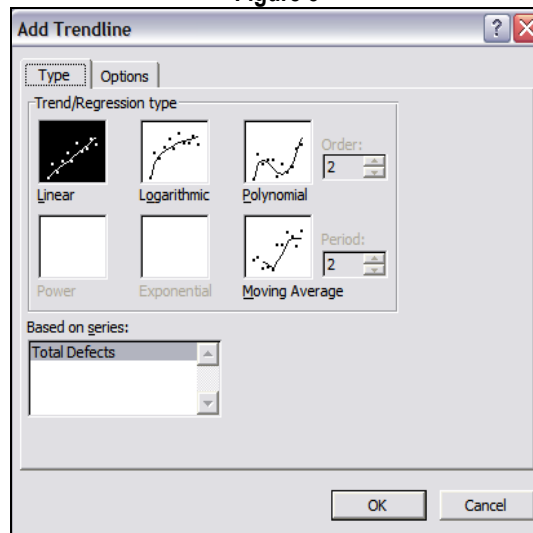 Add Trendline
Type Options
Trend/Regression type
Order:
2
Linear Logarithmic Polynomial
Period:
2
Power Exponential Moving Average
Based on series:
Total Defects
OK Cancel